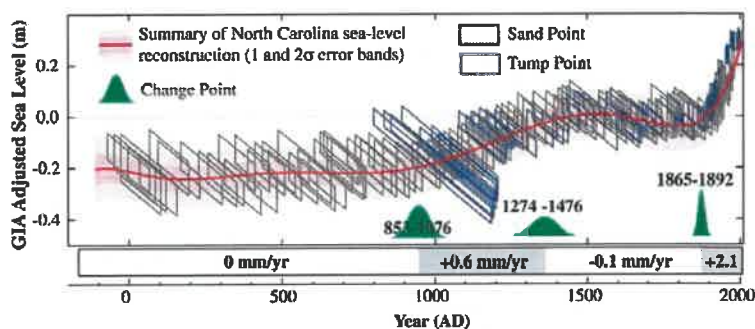 Summary of North Carolina sea-level
reconstruction (1 and 2σ error bands)
Change Point
Sand Point
Tump Point
GIA Adjusted Sea Level (m)
0.2
0.0
-0.2
-0.4
853-1076
1274 -1476
1865-1892
0 mm/yr
+0.6 mm/yr
-0.1 mm/yr
+2.1
0
500
1000
1500
2000
Year (AD)